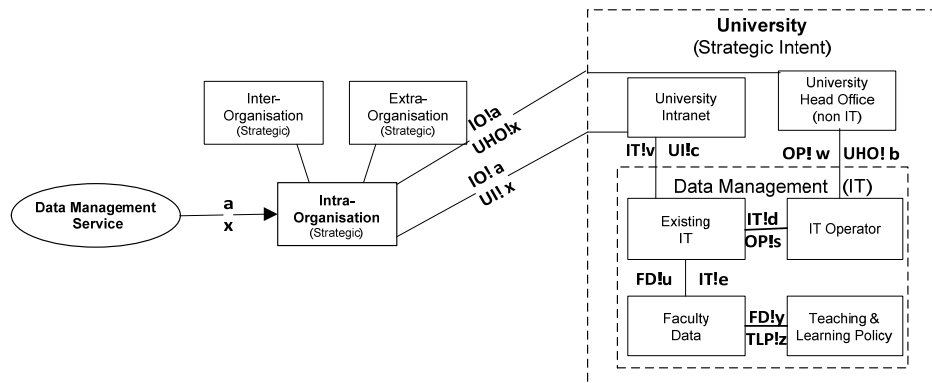 University
(Strategic Intent)
Inter-
Organisation
(Strategic)
Extra-
Organisation
(Strategic)
IO!a
UHO!x
University
Intranet
University
Head Office
(non IT)
IT!v UI!c
OP! w UHO! b
IO! a
UI! x
Data Management
Service
a
x
Intra-
Organisation
(Strategic)
Data Management (IT)
Existing
IT
IT!d
OP!s
IT Operator
FD!u IT!e
Faculty
Data
FD!y
TLP!z
Teaching &
Learning Policy